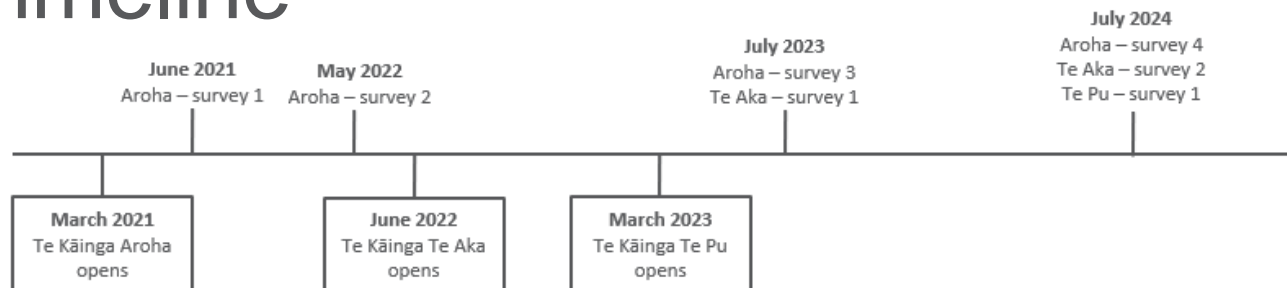 imeline
June 2021
Aroha – survey 1
May 2022
Aroha – survey 2
July 2023
Aroha – survey 3
Te Aka – survey 1
July 2024
Aroha – survey 4
Te Aka – survey 2
Te Pu – survey 1
March 2021
Te Kāinga Aroha
opens
June 2022
Te Kāinga Te Aka
opens
March 2023
Te Kāinga Te Pu
opens